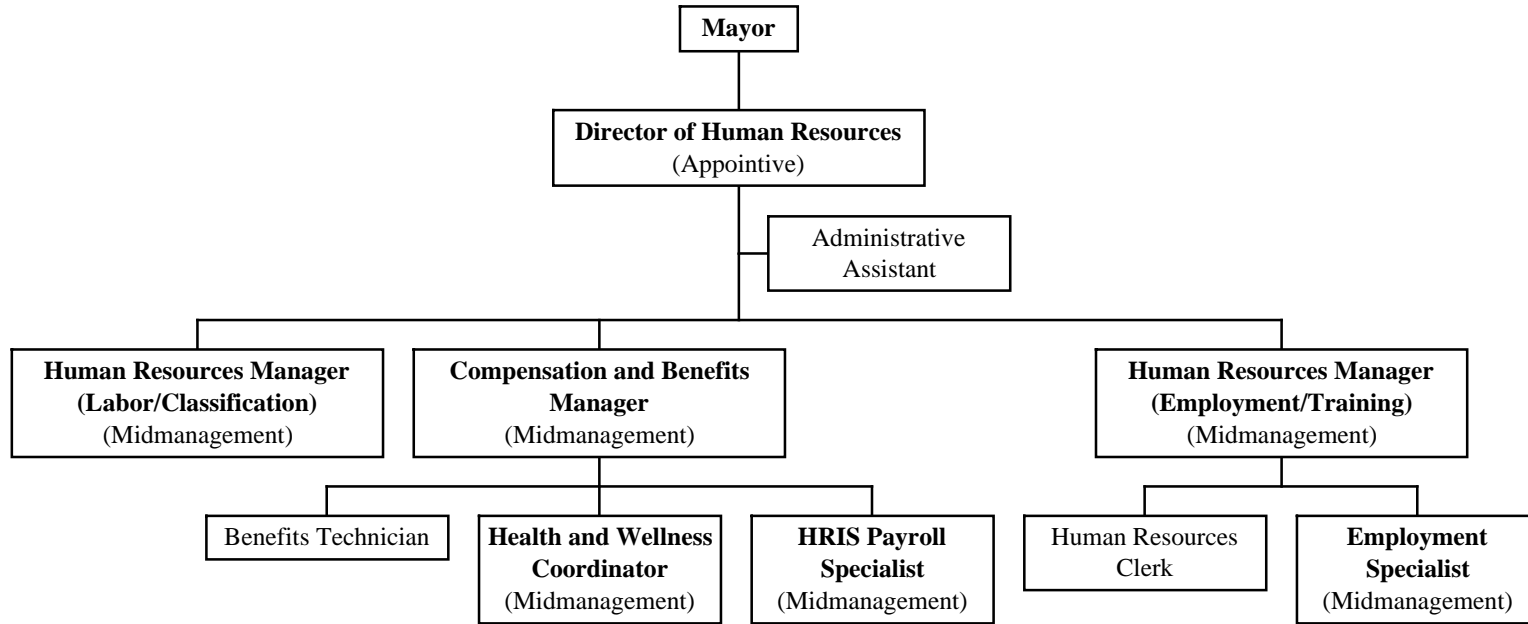 Mayor
Director of Human Resources
(Appointive)
Administrative
Assistant
Human Resources Manager
(Labor/Classification)
(Midmanagement)
Compensation and Benefits
Manager
(Midmanagement)
Human Resources Manager
(Employment/Training)
(Midmanagement)
Benefits Technician
Health and Wellness
Coordinator
(Midmanagement)
HRIS Payroll
Specialist
(Midmanagement)
Human Resources
Clerk
Employment
Specialist
(Midmanagement)